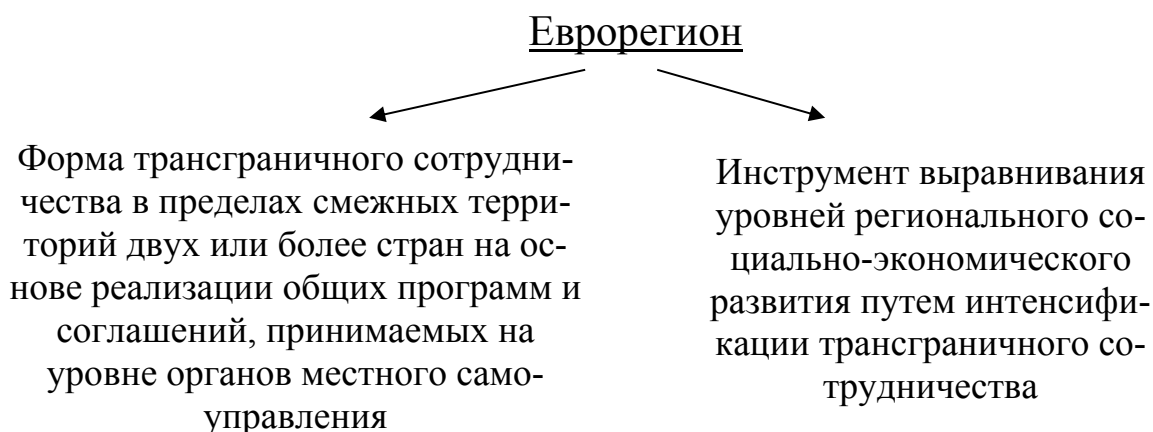 Еврорегион
Форма трансграничного сотрудни-
чества в пределах смежных терри-
торий двух или более стран на ос-
нове реализации общих программ и
соглашений, принимаемых на
уровне органов местного само-
управления
Инструмент выравнивания
уровней регионального со-
циально-экономического
развития путем интенсифи-
кации трансграничного со-
трудничества